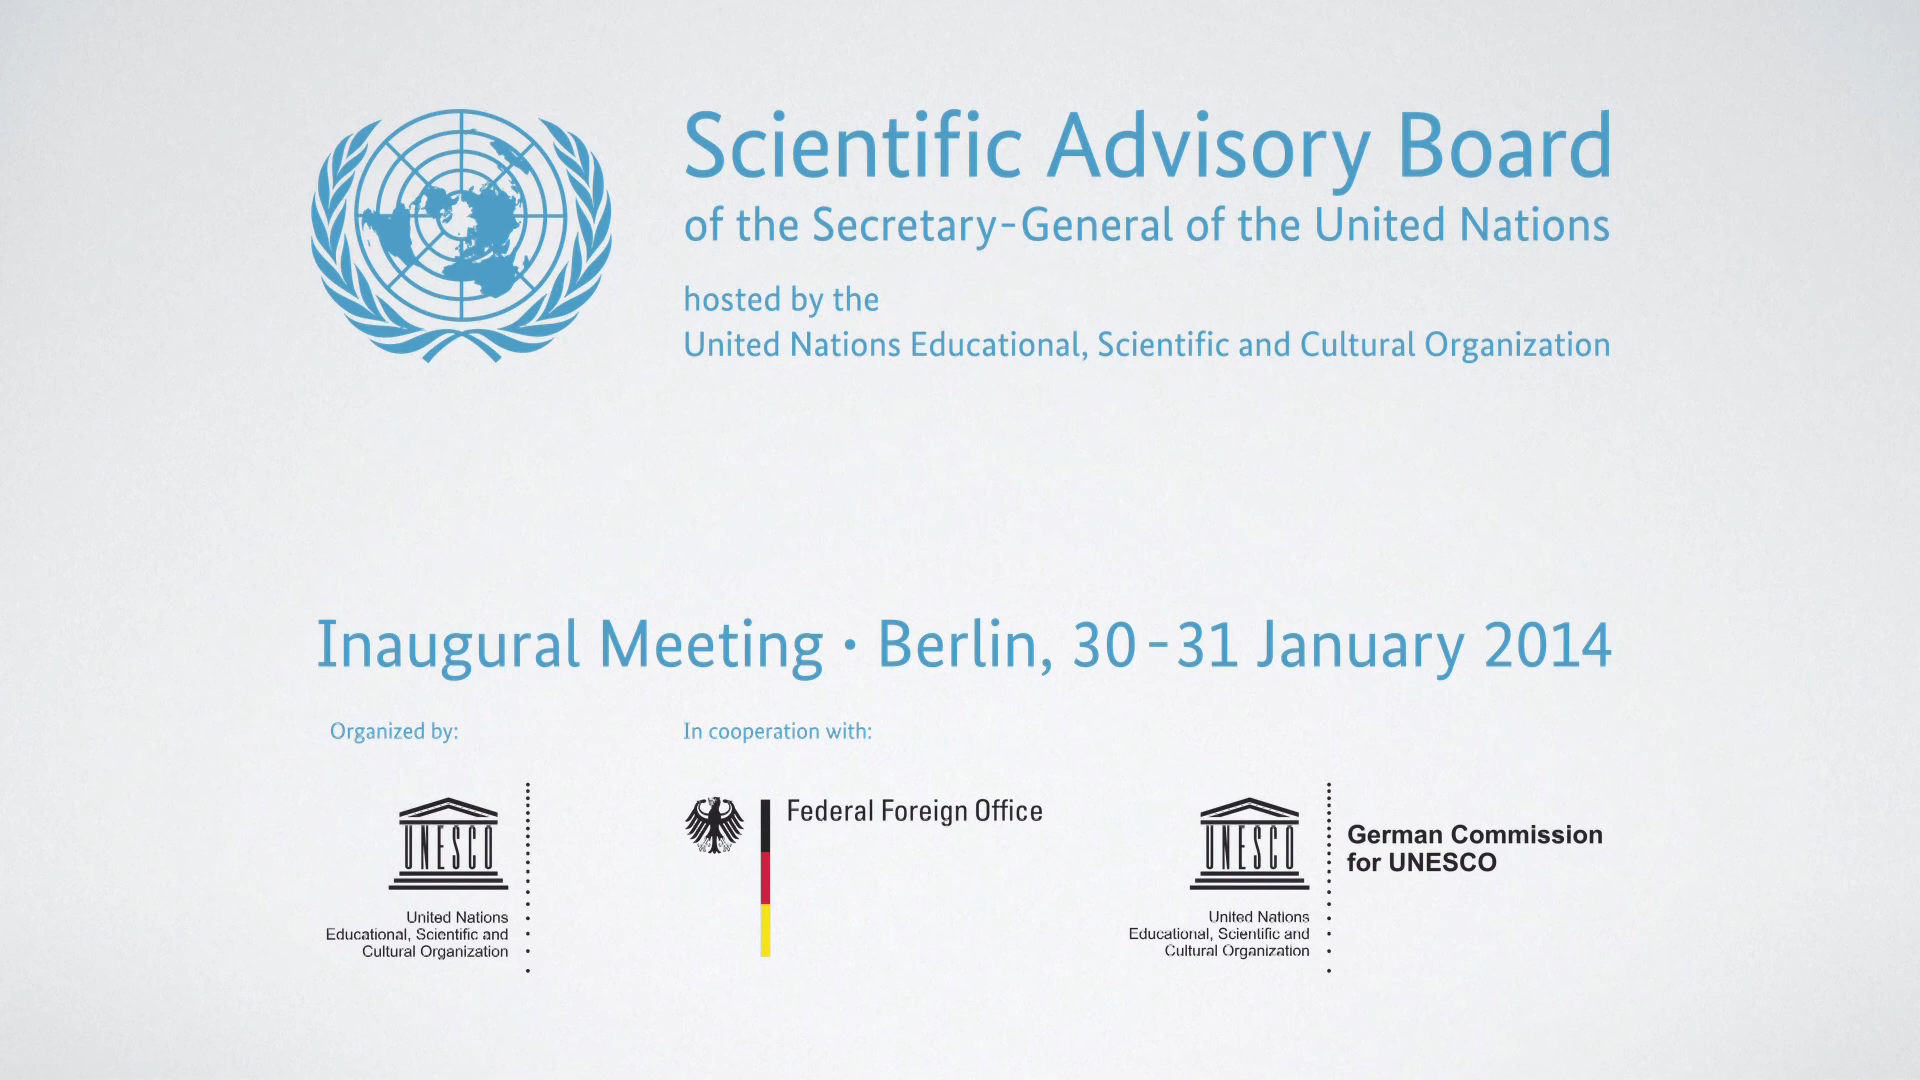 Scientific Advisory Board
of the Secretary-General of the United Nations
hosted by the
United Nations Educational, Scientific and Cultural Organization
Inaugural Meeting · Berlin, 30-31 January 2014
Organized by:
In cooperation with:
UNESCO
United Nations
Educational, Scientific and
Cultural Organization
Federal Foreign Office
UNESCO
United Nations
Educational, Scientific and
Cultural Organization
German Commission
for UNESCO